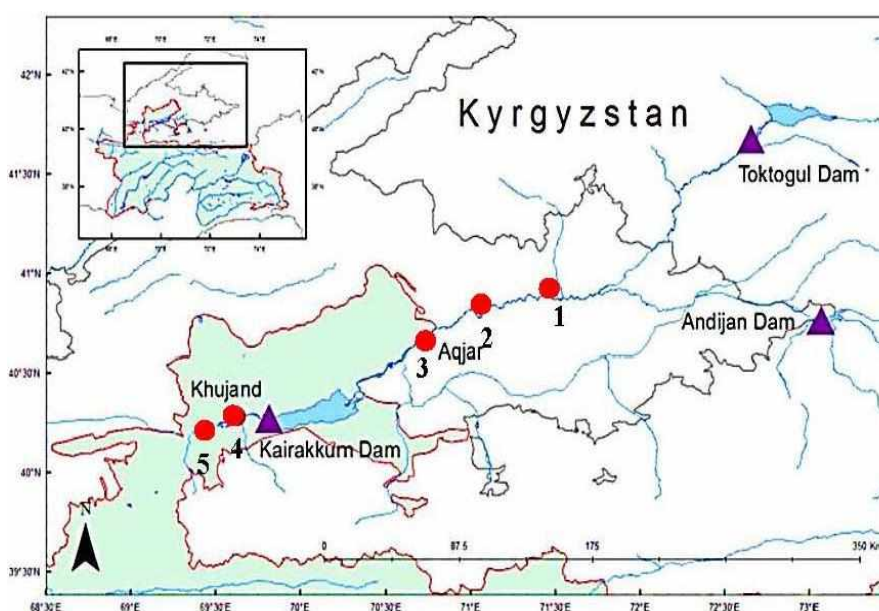 42°N
41°30'N
41°N
40°30'N
40°N
39°30'N
Kyrgyzstan
Toktogul Dam
1
2
Andijan Dam
3
Aqjar
Khujand
4
5
Kairakkum Dam
N
0
87.5
175
350 Km
68°30'E
69°E
69°30'E
70°E
70°30'E
71°E
71°30'E
72°E
72°30'E
73°E